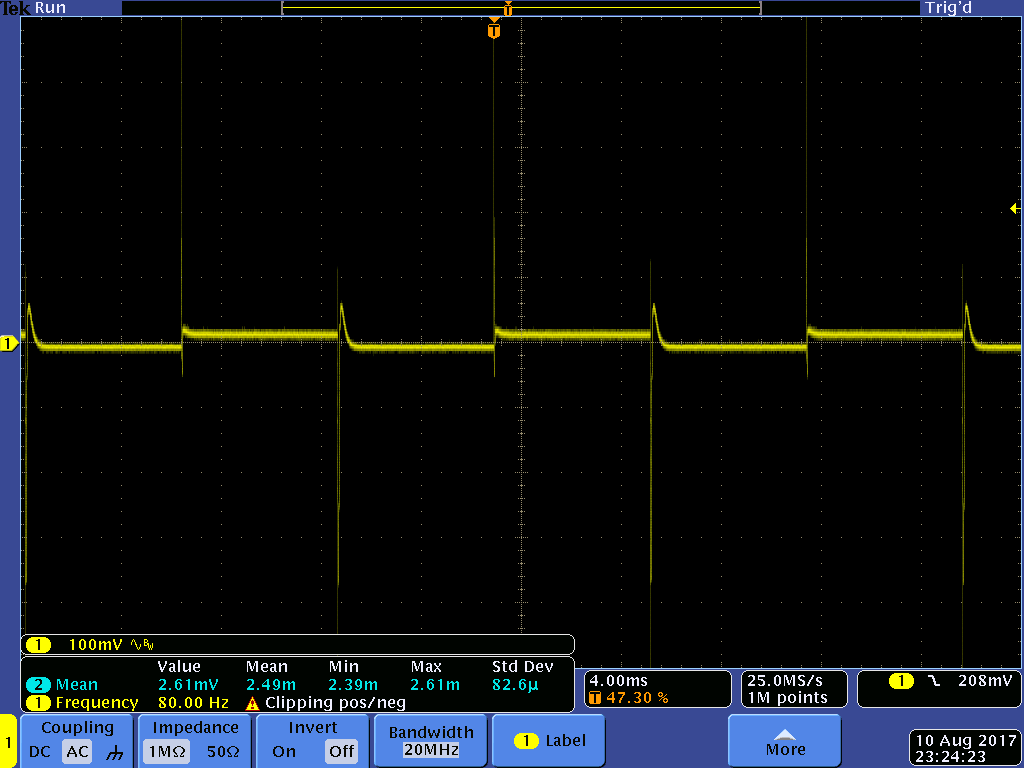 Tek Run Trig'd
T
T
1
1 100mV BW
Value Mean Min Max Std Dev
2 Mean 2.61mV 2.49m 2.39m 2.61m 82.6µ
1 Frequency 80.00 Hz Clipping pos/neg
4.00ms
T 47.30 %
25.0MS/s
1M points
1 208mV
1
Coupling
DC AC
Impedance
1MΩ 50Ω
Invert
On Off
Bandwidth
20MHz
1 Label
More
10 Aug 2017
23:24:23